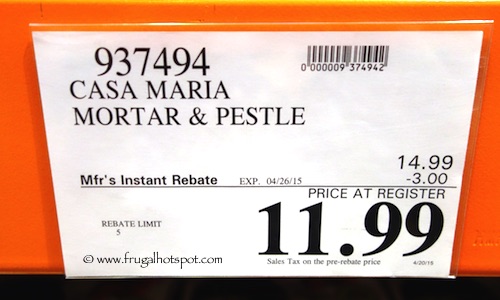 937494
0"000009"374942"
CASA MARIA
MORTAR & PESTLE
14.99
Mfr's Instant Rebate EXP. 04/26/15 -3.00
PRICE AT REGISTER
REBATE LIMIT
5
11.99
Sales Tax on the pre-rebate price 4/20/15
© www.frugalhotspot.com